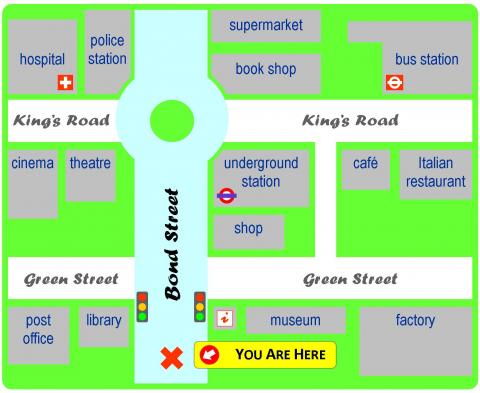 hospital
police
station
supermarket
book shop
bus station
King's Road
King's Road
cinema
theatre
underground
station
café
Italian
restaurant
shop
Bond Street
Green Street
Green Street
post
office
library
i
museum
factory
YOU ARE HERE